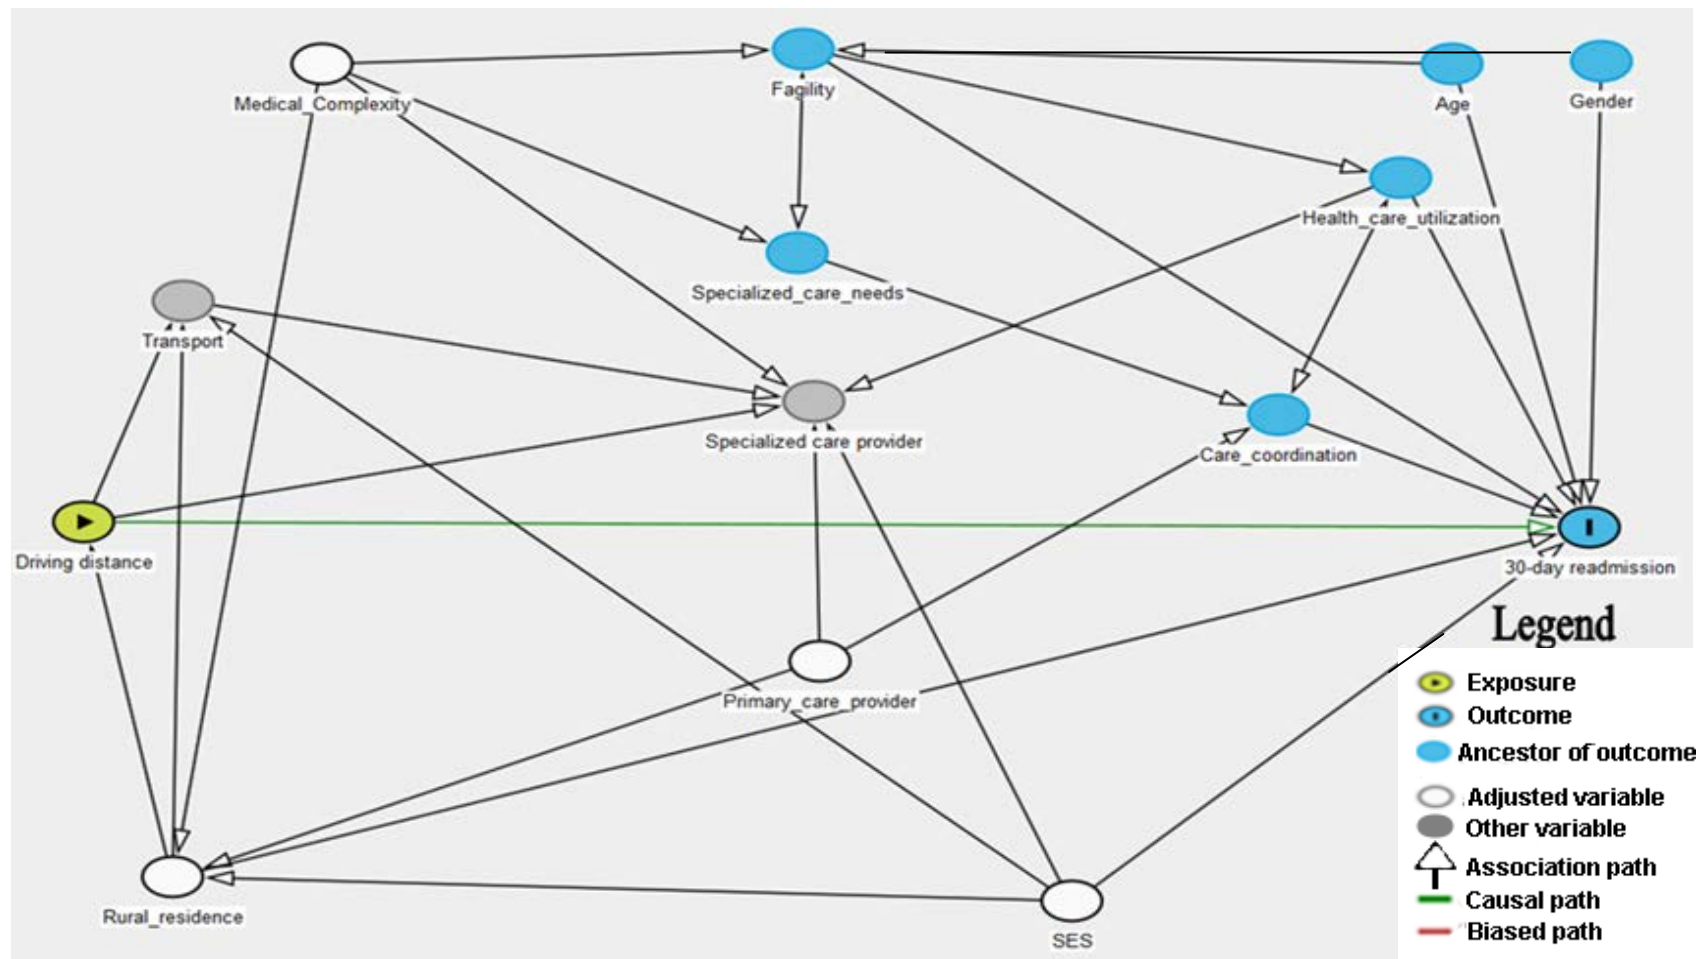 Medical_Complexity
Fagility
Age
Gender
Health_care_utilization
Specialized_care_needs
Transport
Specialized care provider
Care_coordination
Driving distance
30-day readmission
Primary_care_provider
Rural_residence
SES
Legend
Exposure
Outcome
Ancestor of outcome
Adjusted variable
Other variable
Association path
Causal path
Biased path